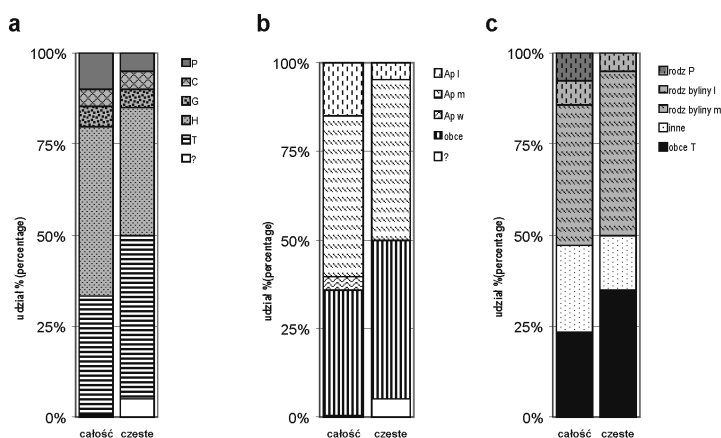 a
100%
75%
50%
25%
0%
udział %(percentage)
całość
czeste
P
C
G
H
T
?
b
100%
75%
50%
25%
0%
udział %(percentage)
całość
czeste
Ap l
Ap m
Ap w
obce
?
c
100%
75%
50%
25%
0%
udział %(percentage)
całość
czeste
rodz P
rodz byliny l
rodz byliny m
inne
obce T